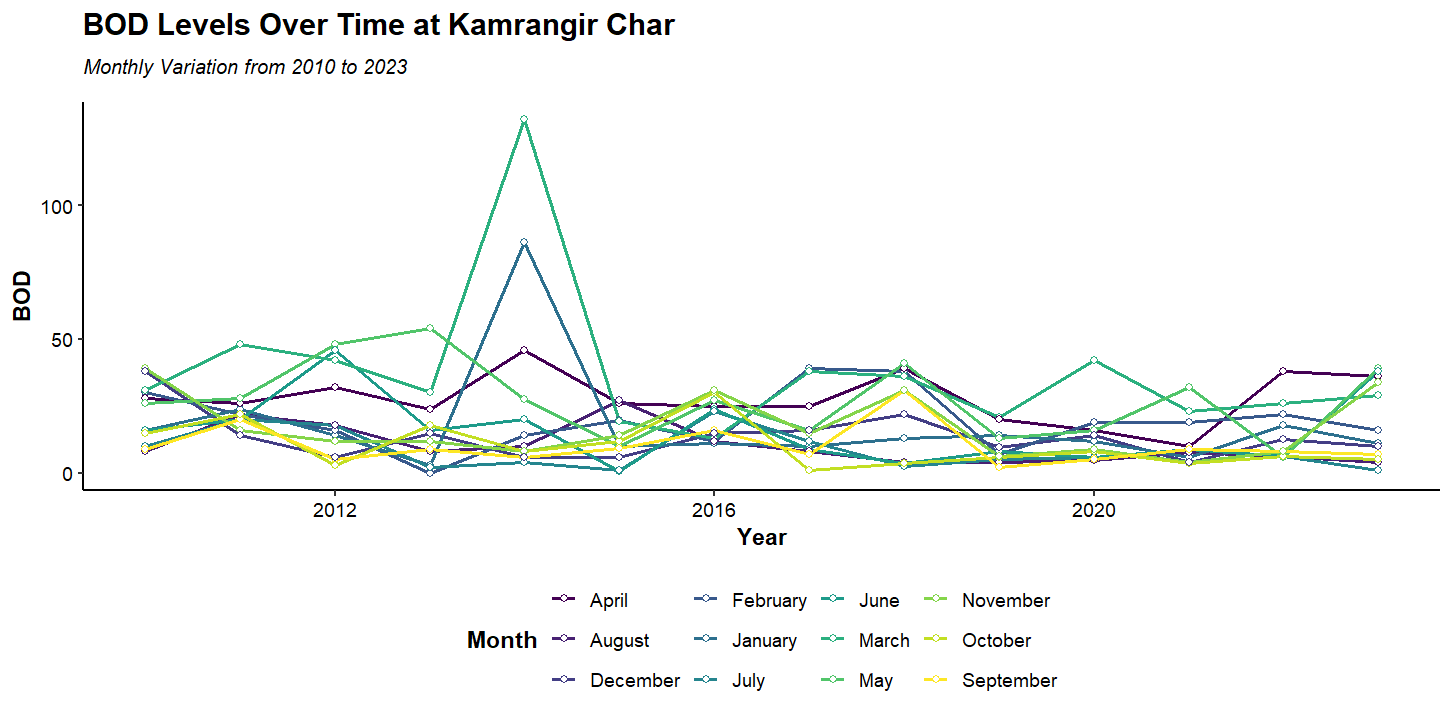 BOD Levels Over Time at Kamrangir Char
Monthly Variation from 2010 to 2023
BOD
100
50
0
2012 2016 2020
Year
Month
April February June November
August January March October
December July May September